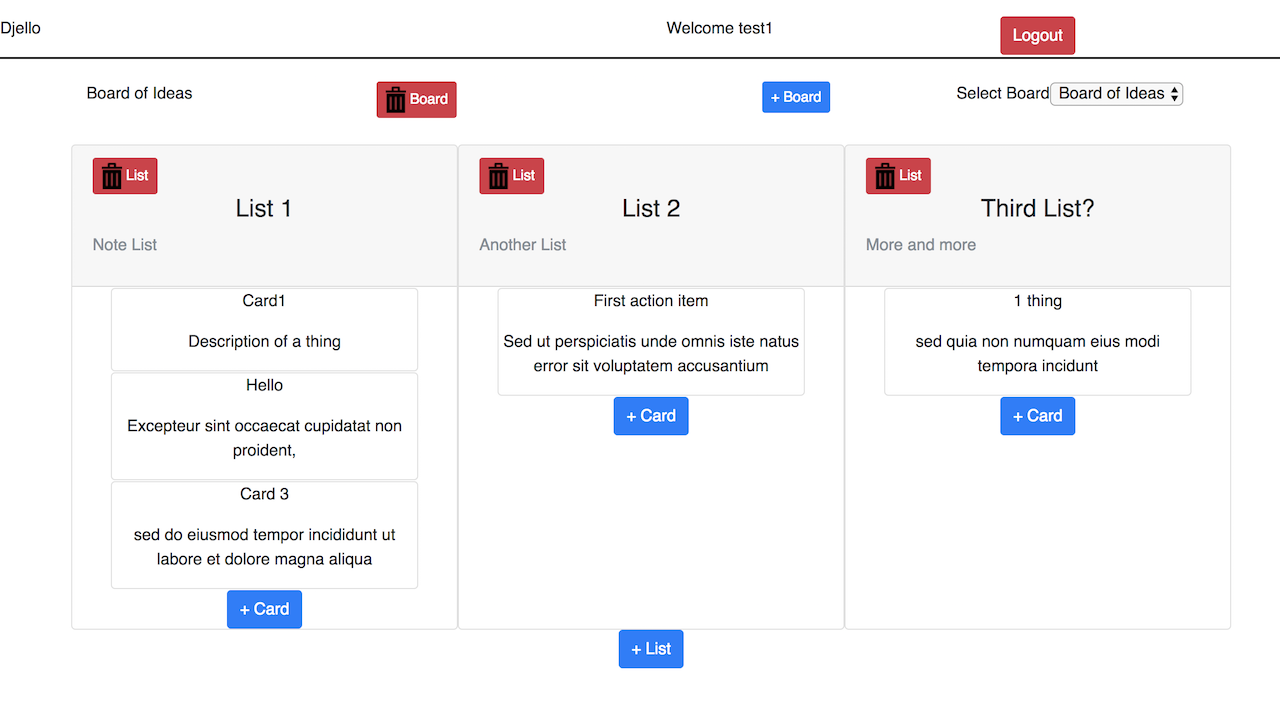 Djello
Welcome test1
Logout
Board of Ideas
Board
+ Board
Select Board Board of Ideas
List
List 1
Note List
Card1
Description of a thing
Hello
Excepteur sint occaecat cupidatat non
proident,
Card 3
sed do eiusmod tempor incididunt ut
labore et dolore magna aliqua
+ Card
List
List 2
Another List
First action item
Sed ut perspiciatis unde omnis iste natus
error sit voluptatem accusantium
+ Card
List
Third List?
More and more
1 thing
sed quia non numquam eius modi
tempora incidunt
+ Card
+ List